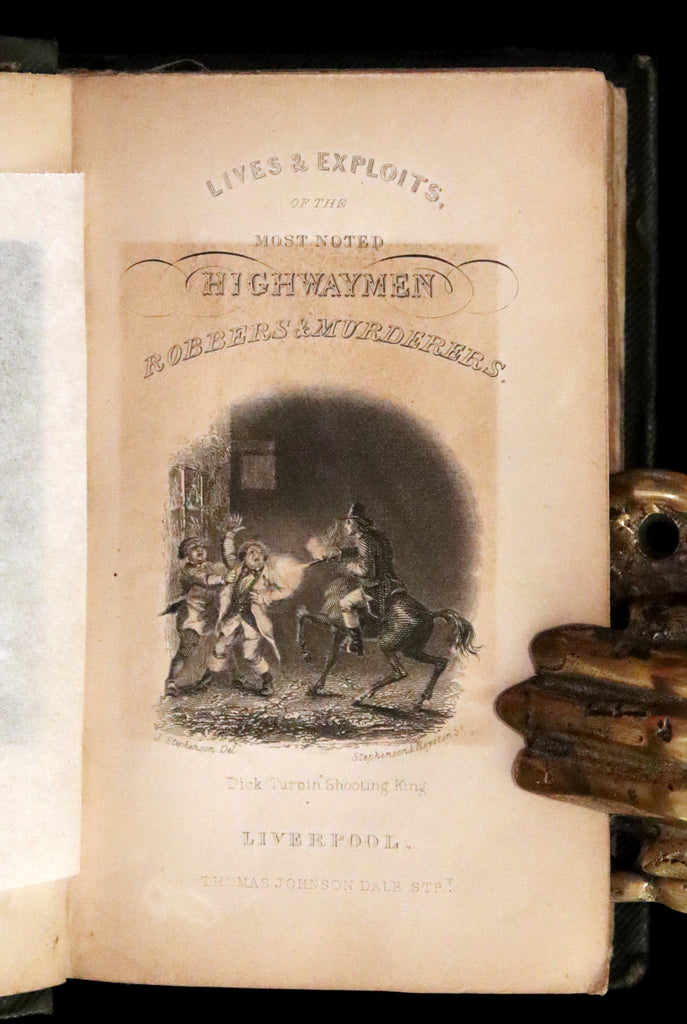 LIVES & EXPLOITS,
OF THE
MOST NOTED
HIGHWAYMEN
ROBBERS & MURDERERS.
J. Stephenson Del.
Stephenson & Royston Sc.
Dick Turpin Shooting King
LIVERPOOL.
THOMAS JOHNSON DALE STRT.